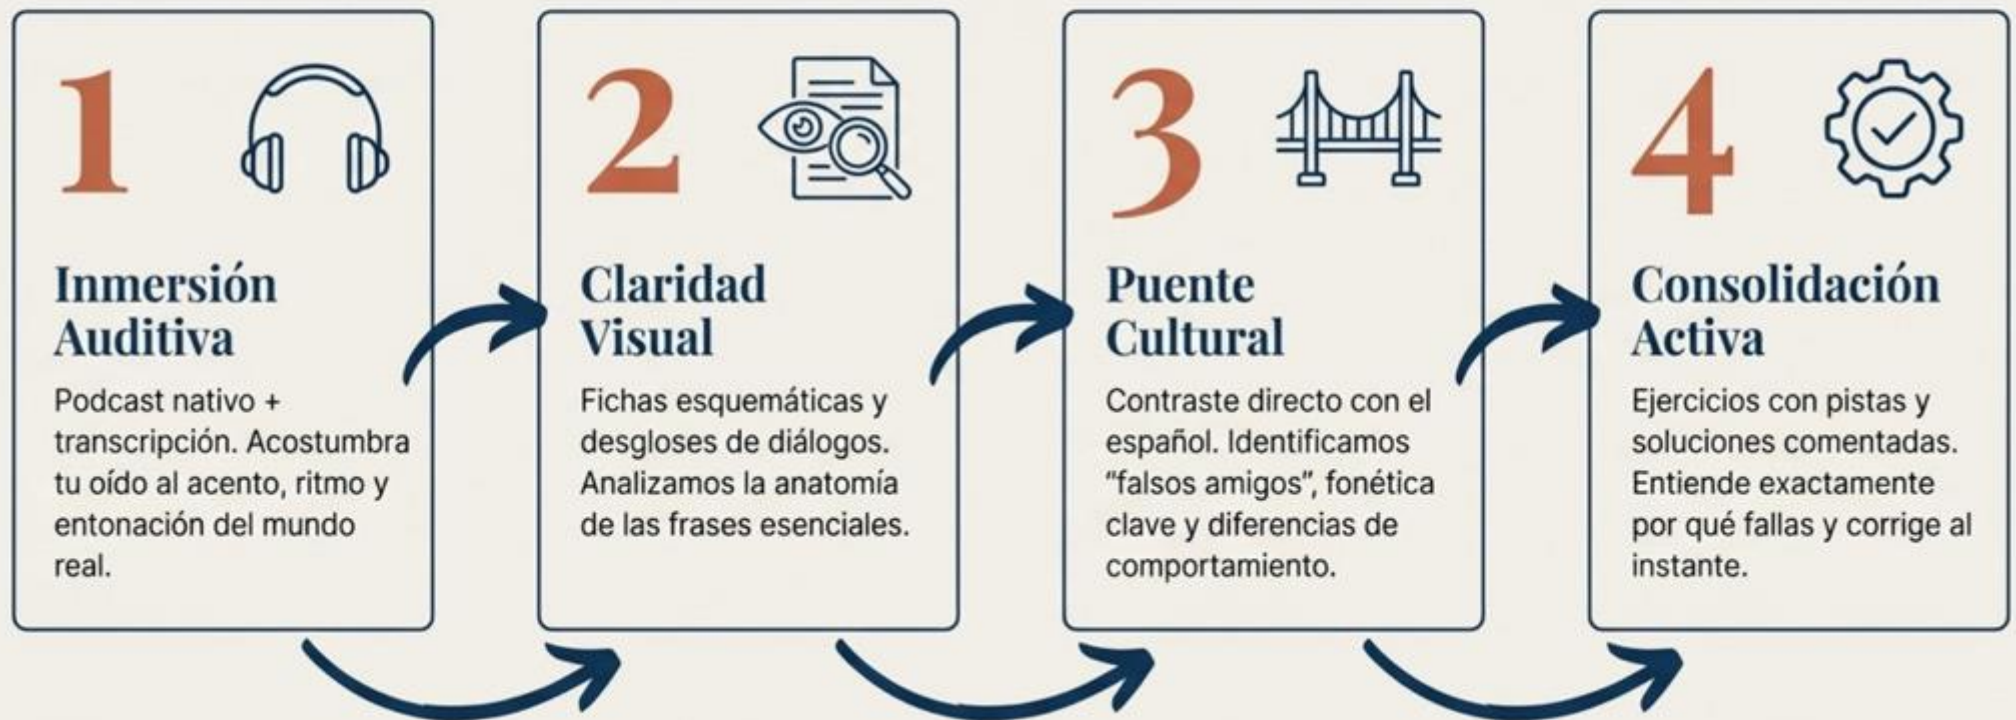 1
Inmersión
Auditiva
Podcast nativo +
transcripción. Acostumbra
tu oído al acento, ritmo y
entonación del mundo
real.
2
Claridad
Visual
Fichas esquemáticas y
desgloses de diálogos.
Analizamos la anatomía
de las frases esenciales.
3
Puente
Cultural
Contraste directo con el
español. Identificamos
“falsos amigos”, fonética
clave y diferencias de
comportamiento.
4
Consolidación
Activa
Ejercicios con pistas y
soluciones comentadas.
Entiende exactamente
por qué fallas y corrige al
instante.